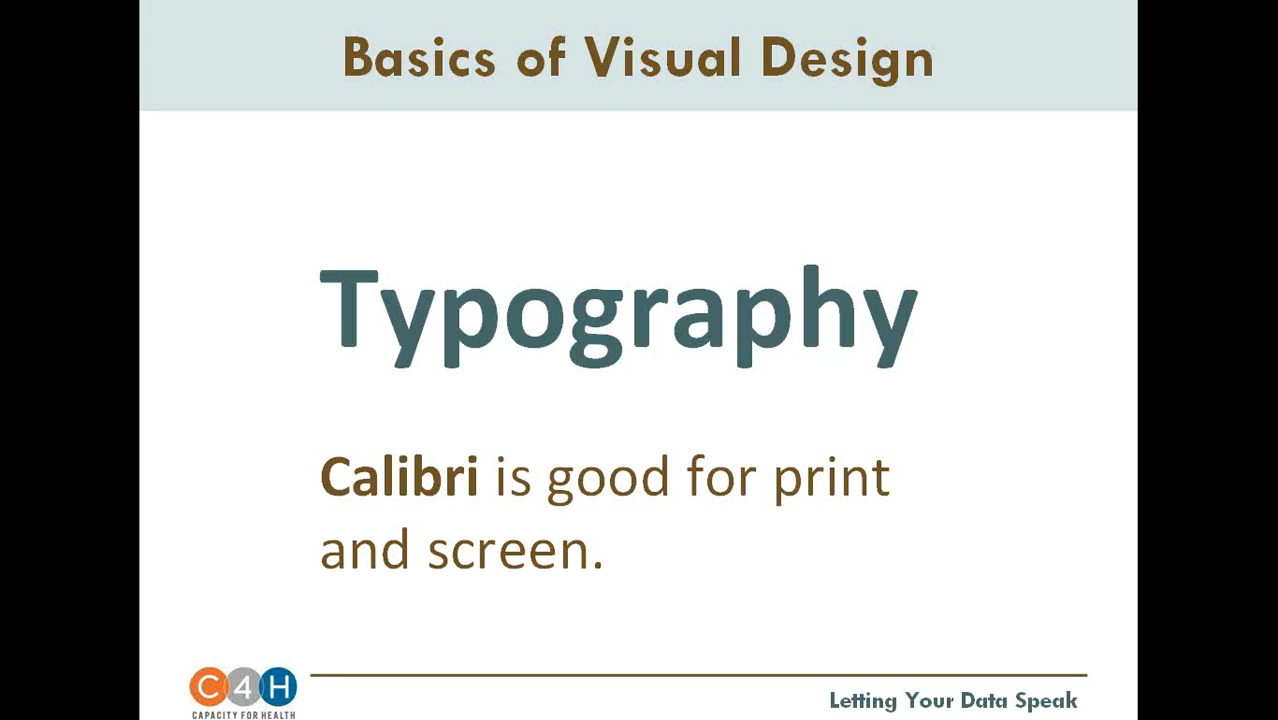 Basics of Visual Design
Typography
Calibri is good for print
and screen.
C4H
CAPACITY FOR HEALTH
Letting Your Data Speak